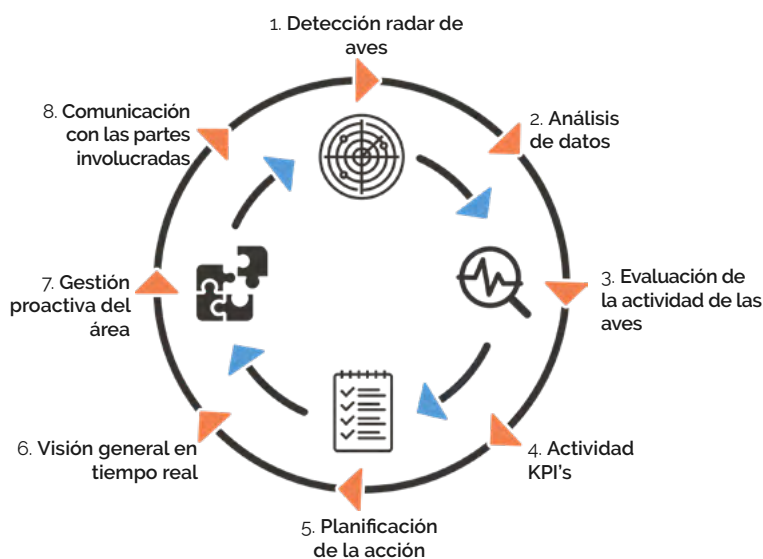 1. Detección radar de
aves
2. Análisis
de datos
3. Evaluación de
la actividad de las
aves
4. Actividad
KPI's
5. Planificación
de la acción
6. Visión general en
tiempo real
7. Gestión
proactiva del
área
8. Comunicación
con las partes
involucradas